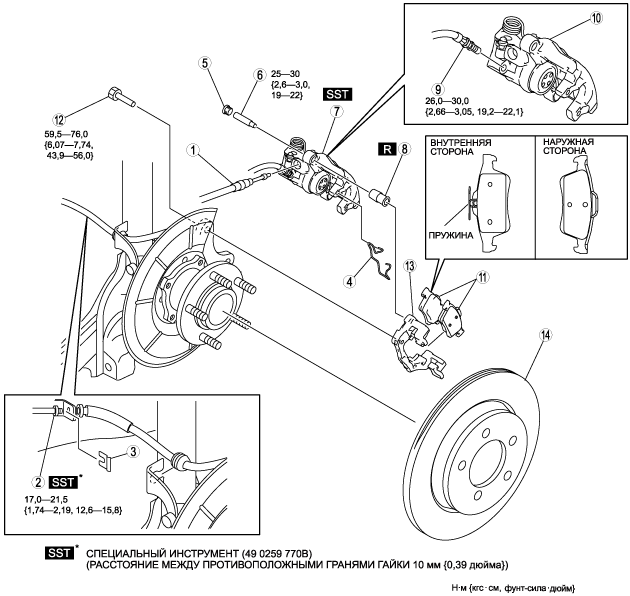 10
5
6
25—30
{2,6—3,0,
19—22}
SST
7
9
26,0—30,0
{2,66—3,05, 19,2—22,1}
12
59,5—76,0
{6,07—7,74,
43,9—56,0}
1
R
8
ВНУТРЕННЯЯ
СТОРОНА
НАРУЖНАЯ
СТОРОНА
ПРУЖИНА
4
13
11
14
2
SST*
3
17,0—21,5
{1,74—2,19, 12,6—15,8}
SST* СПЕЦИАЛЬНЫЙ ИНСТРУМЕНТ (49 0259 770B)
(РАССТОЯНИЕ МЕЖДУ ПРОТИВОПОЛОЖНЫМИ ГРАНЯМИ ГАЙКИ 10 мм {0,39 дюйма})
Н·м {кгс·см, фунт-сила·дюйм}